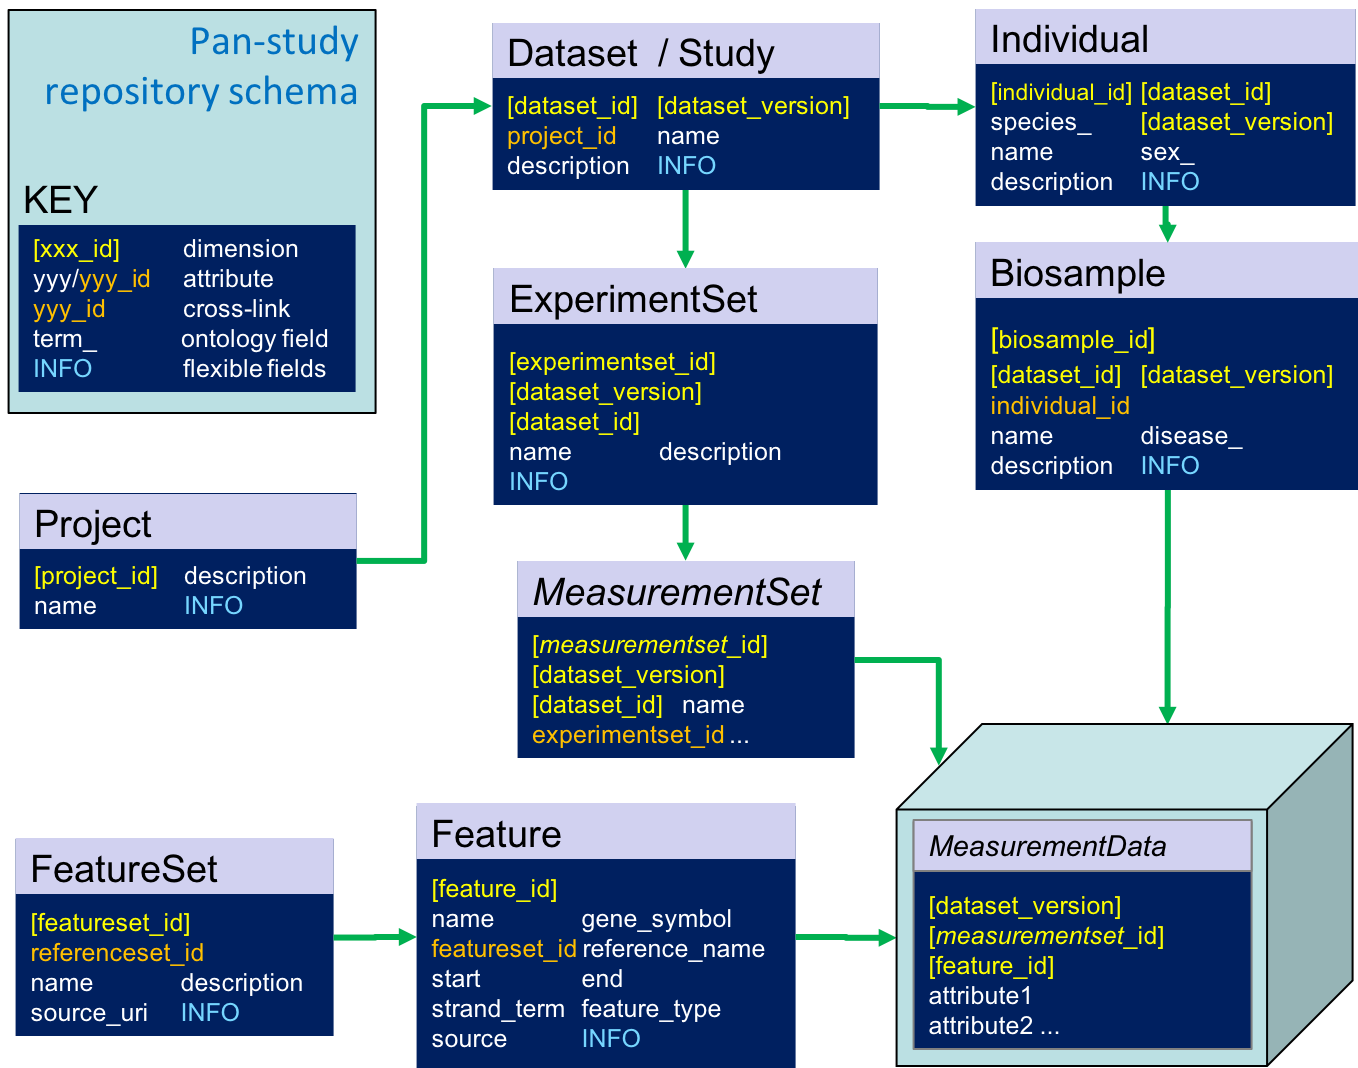 Pan-study
repository schema
KEY
[xxx_id] dimension
yyy/yyy_id attribute
yyy_id cross-link
term_ ontology field
INFO flexible fields
Dataset / Study
[dataset_id] [dataset_version]
project_id name
description INFO
Individual
[individual_id] [dataset_id]
species_ [dataset_version]
name sex_
description INFO
ExperimentSet
[experimentset_id]
[dataset_version]
[dataset_id]
name description
INFO
Biosample
[biosample_id]
[dataset_id] [dataset_version]
individual_id
name disease_
description INFO
Project
[project_id] description
name INFO
MeasurementSet
[measurementset_id]
[dataset_version]
[dataset_id] name
experimentset_id ...
FeatureSet
[featureset_id]
referenceset_id
name description
source_uri INFO
Feature
[feature_id]
name gene_symbol
featureset_id reference_name
start end
strand_term feature_type
source INFO
MeasurementData
[dataset_version]
[measurementset_id]
[feature_id]
attribute1
attribute2 ...